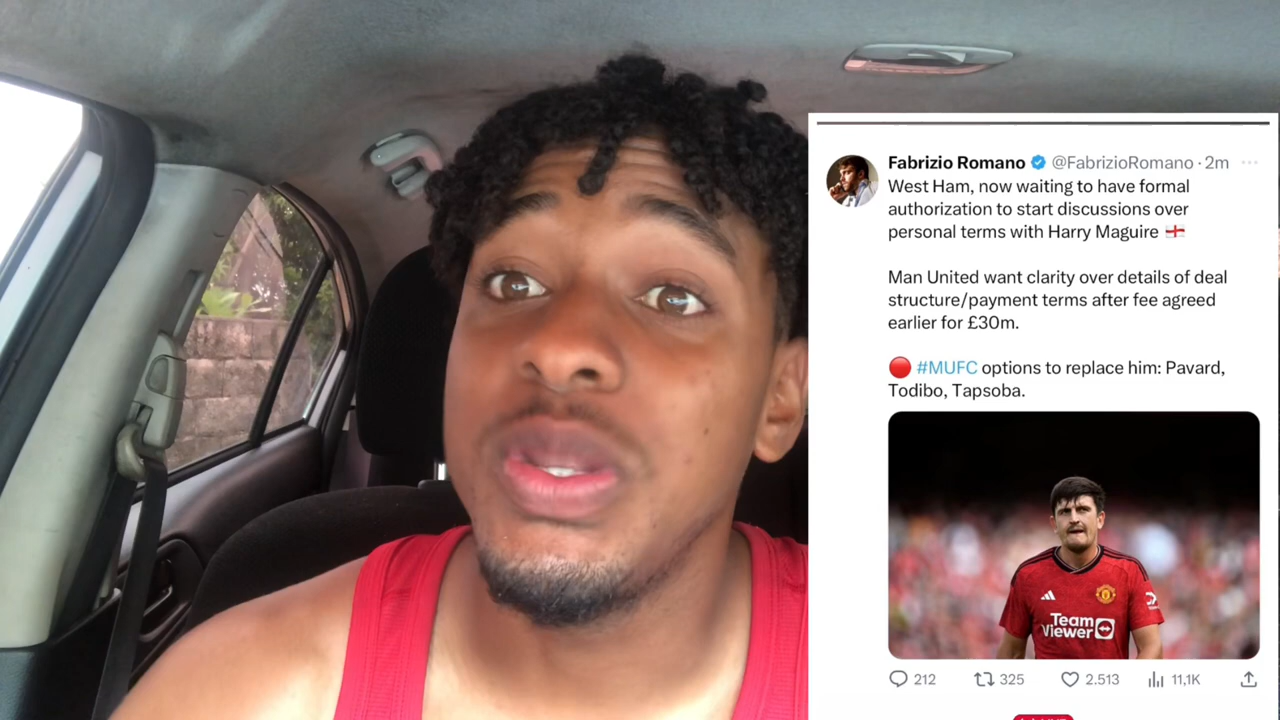 Fabrizio Romano @FabrizioRomano · 2m
West Ham, now waiting to have formal
authorization to start discussions over
personal terms with Harry Maguire 🏴󠁧󠁢󠁥󠁮󠁧󠁿
Man United want clarity over details of deal
structure/payment terms after fee agreed
earlier for £30m.
🔴 #MUFC options to replace him: Pavard,
Todibo, Tapsoba.
Team
Viewer
212 325 2.513 11,1K